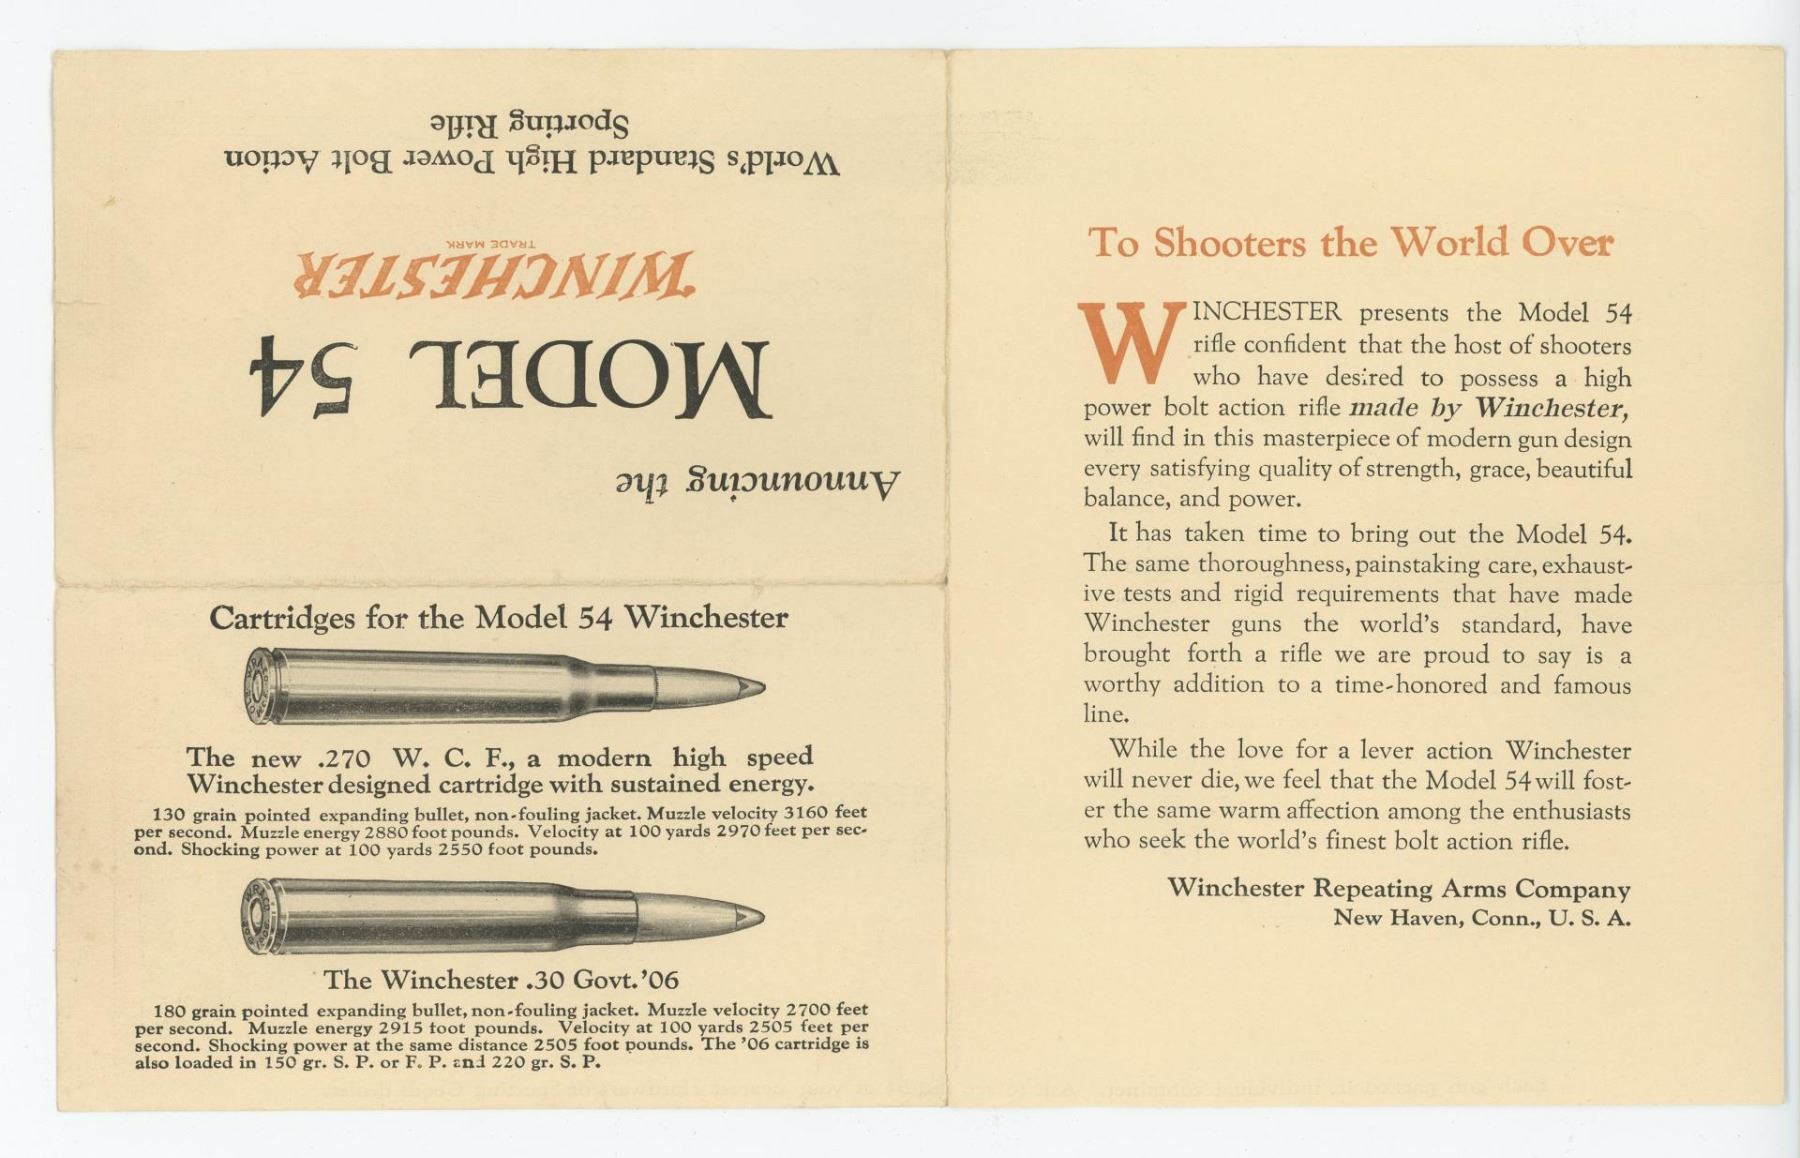 Announcing the
MODEL 54
WINCHESTER
TRADE MARK
World's Standard High Power Bolt Action
Sporting Rifle
Cartridges for the Model 54 Winchester
The new .270 W. C. F., a modern high speed
Winchester designed cartridge with sustained energy.
130 grain pointed expanding bullet, non-fouling jacket. Muzzle velocity 3160 feet
per second. Muzzle energy 2880 foot pounds. Velocity at 100 yards 2970 feet per sec-
ond. Shocking power at 100 yards 2550 foot pounds.
The Winchester .30 Govt.'06
180 grain pointed expanding bullet, non-fouling jacket. Muzzle velocity 2700 feet
per second. Muzzle energy 2915 foot pounds. Velocity at 100 yards 2505 feet per
second. Shocking power at the same distance 2505 foot pounds. The '06 cartridge is
also loaded in 150 gr. S. P. or F. P. and 220 gr. S. P.
To Shooters the World Over
WINCHESTER presents the Model 54
rifle confident that the host of shooters
who have desired to possess a high
power bolt action rifle made by Winchester,
will find in this masterpiece of modern gun design
every satisfying quality of strength, grace, beautiful
balance, and power.
It has taken time to bring out the Model 54.
The same thoroughness, painstaking care, exhaust-
ive tests and rigid requirements that have made
Winchester guns the world's standard, have
brought forth a rifle we are proud to say is a
worthy addition to a time-honored and famous
line.
While the love for a lever action Winchester
will never die, we feel that the Model 54 will fost-
er the same warm affection among the enthusiasts
who seek the world's finest bolt action rifle.
Winchester Repeating Arms Company
New Haven, Conn., U. S. A.